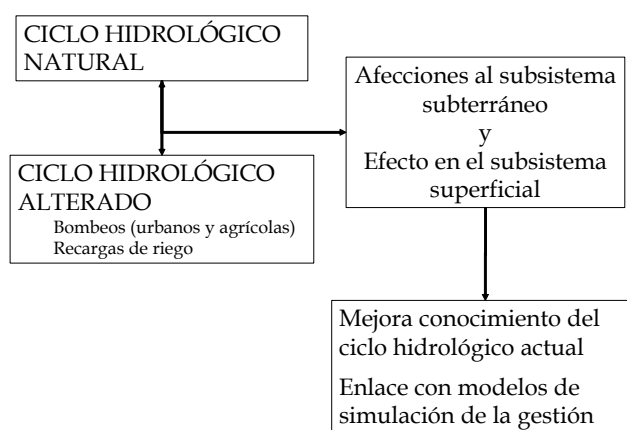 CICLO HIDROLÓGICO
NATURAL
CICLO HIDROLÓGICO
ALTERADO
Bombeos (urbanos y agrícolas)
Recargas de riego
Afecciones al subsistema
subterráneo
y
Efecto en el subsistema
superficial
Mejora conocimiento del
ciclo hidrológico actual
Enlace con modelos de
simulación de la gestión